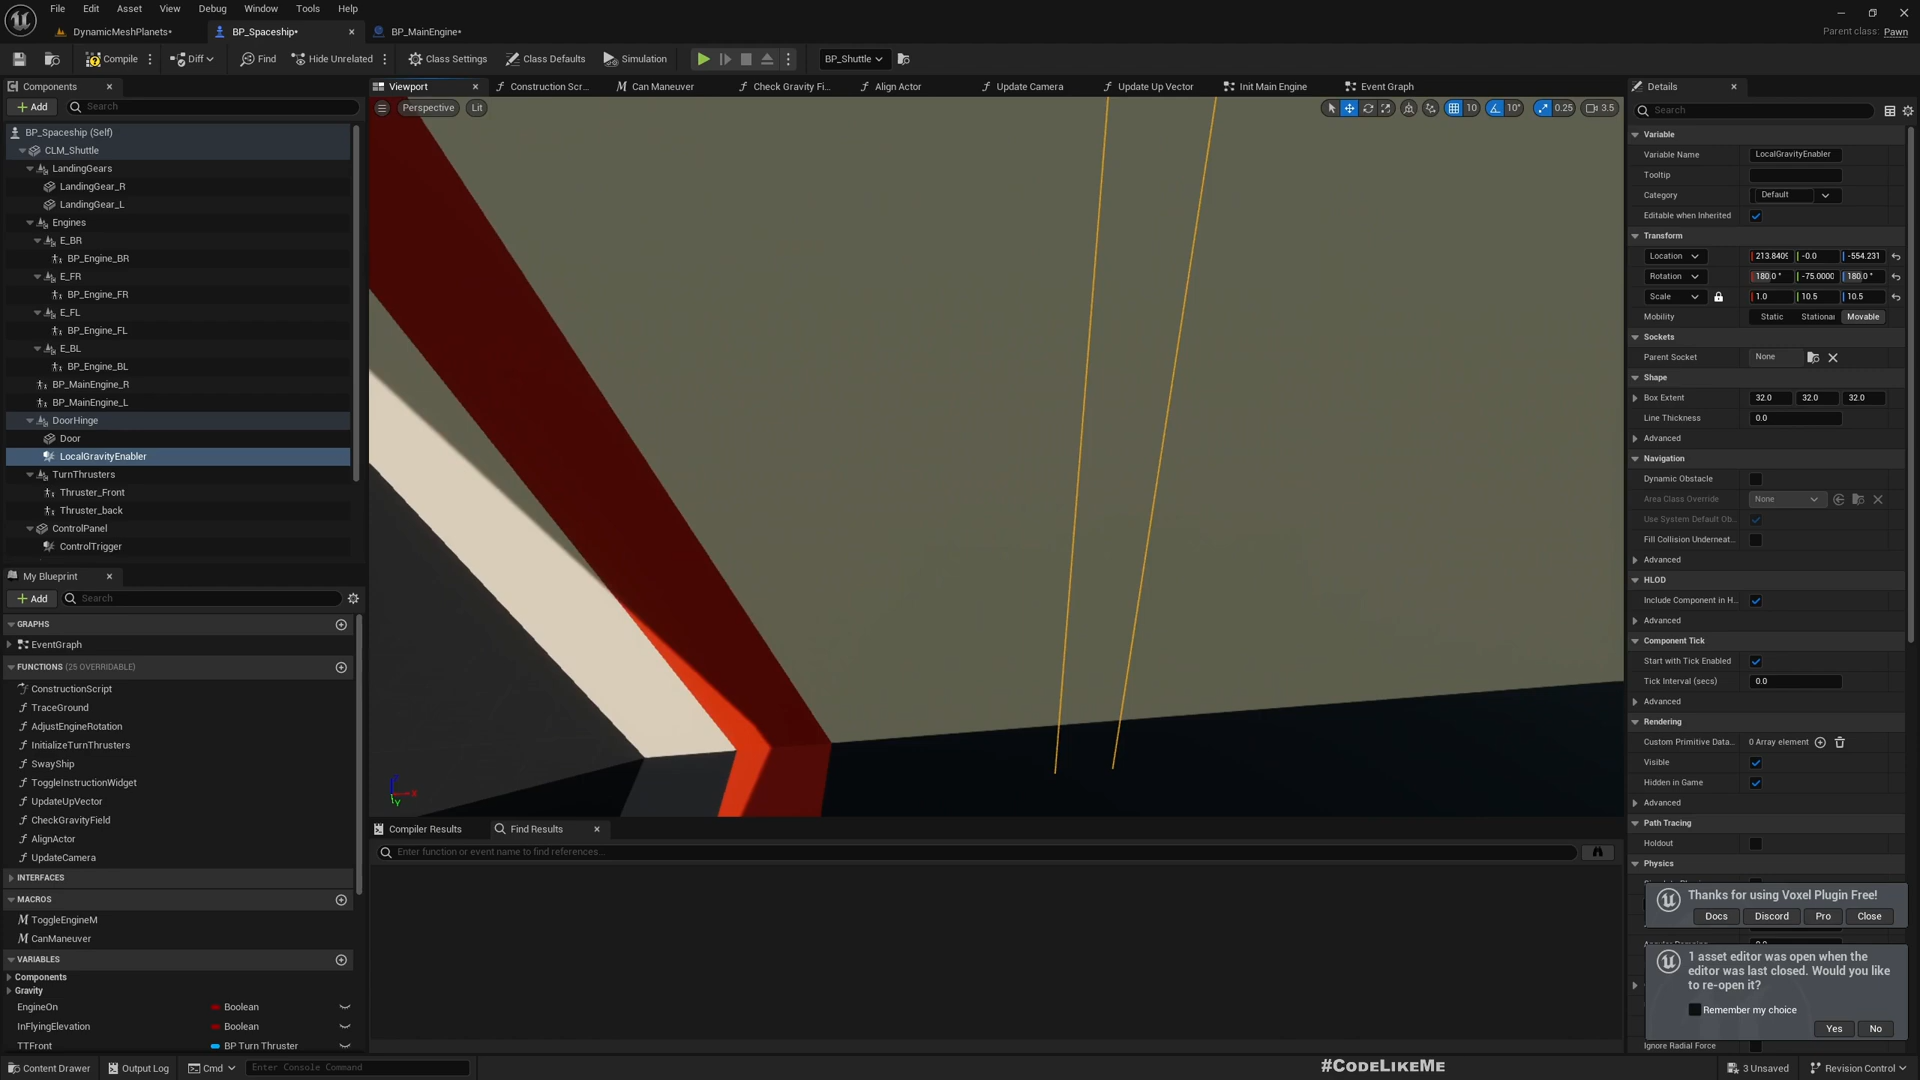 File Edit Asset View Debug Window Tools Help
DynamicMeshPlanets* BP_Spaceship* BP_MainEngine* Parent class: Pawn
Compile Diff Find Hide Unrelated Class Settings Class Defaults Simulation BP_Shuttle
Components Viewport Construction Scr... Can Maneuver Check Gravity Fi... Align Actor Update Camera Update Up Vector Init Main Engine Event Graph Details
Add Search Perspective Lit 10 10° 0.25 3.5 Search
BP_Spaceship (Self)
CLM_Shuttle
LandingGears
LandingGear_R
LandingGear_L
Engines
E_BR
BP_Engine_BR
E_FR
BP_Engine_FR
E_FL
BP_Engine_FL
E_BL
BP_Engine_BL
BP_MainEngine_R
BP_MainEngine_L
DoorHinge
Door
LocalGravityEnabler
TurnThrusters
Thruster_Front
Thruster_back
ControlPanel
ControlTrigger
My Blueprint
Add Search
GRAPHS
EventGraph
FUNCTIONS (25 OVERRIDABLE)
ConstructionScript
TraceGround
AdjustEngineRotation
InitializeTurnThrusters
SwayShip
ToggleInstructionWidget
UpdateUpVector
CheckGravityField
AlignActor
UpdateCamera
INTERFACES
MACROS
ToggleEngineM
CanManeuver
VARIABLES
Components
Gravity
EngineOn Boolean
InFlyingElevation Boolean
TTFront BP Turn Thruster
Compiler Results Find Results
Enter function or event name to find references...
Variable
Variable Name LocalGravityEnabler
Tooltip
Category Default
Editable when Inherited
Transform
Location 213.8409 -0.0 -554.231
Rotation 180.0 ° -75.0000 180.0 °
Scale 1.0 10.5 10.5
Mobility Static Stationar Movable
Sockets
Parent Socket None
Shape
Box Extent 32.0 32.0 32.0
Line Thickness 0.0
Advanced
Navigation
Dynamic Obstacle
Area Class Override None
Use System Default Ob...
Fill Collision Underneat...
Advanced
HLOD
Include Component in H...
Advanced
Component Tick
Start with Tick Enabled
Tick Interval (secs) 0.0
Advanced
Rendering
Custom Primitive Data... 0 Array element
Visible
Hidden in Game
Advanced
Path Tracing
Holdout
Physics
Thanks for using Voxel Plugin Free!
Docs Discord Pro Close
1 asset editor was open when the
editor was last closed. Would you like
to re-open it?
Remember my choice
Yes No
Ignore Radial Force
Content Drawer Output Log Cmd Enter Console Command #CODELIKEME 3 Unsaved Revision Control